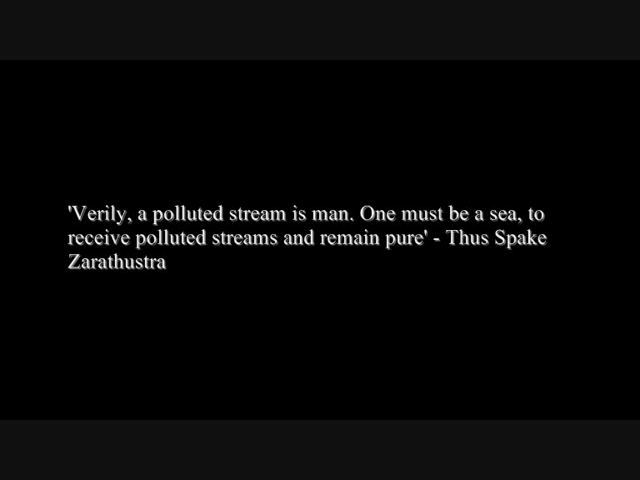 'Verily, a polluted stream is man. One must be a sea, to
receive polluted streams and remain pure' - Thus Spake
Zarathustra